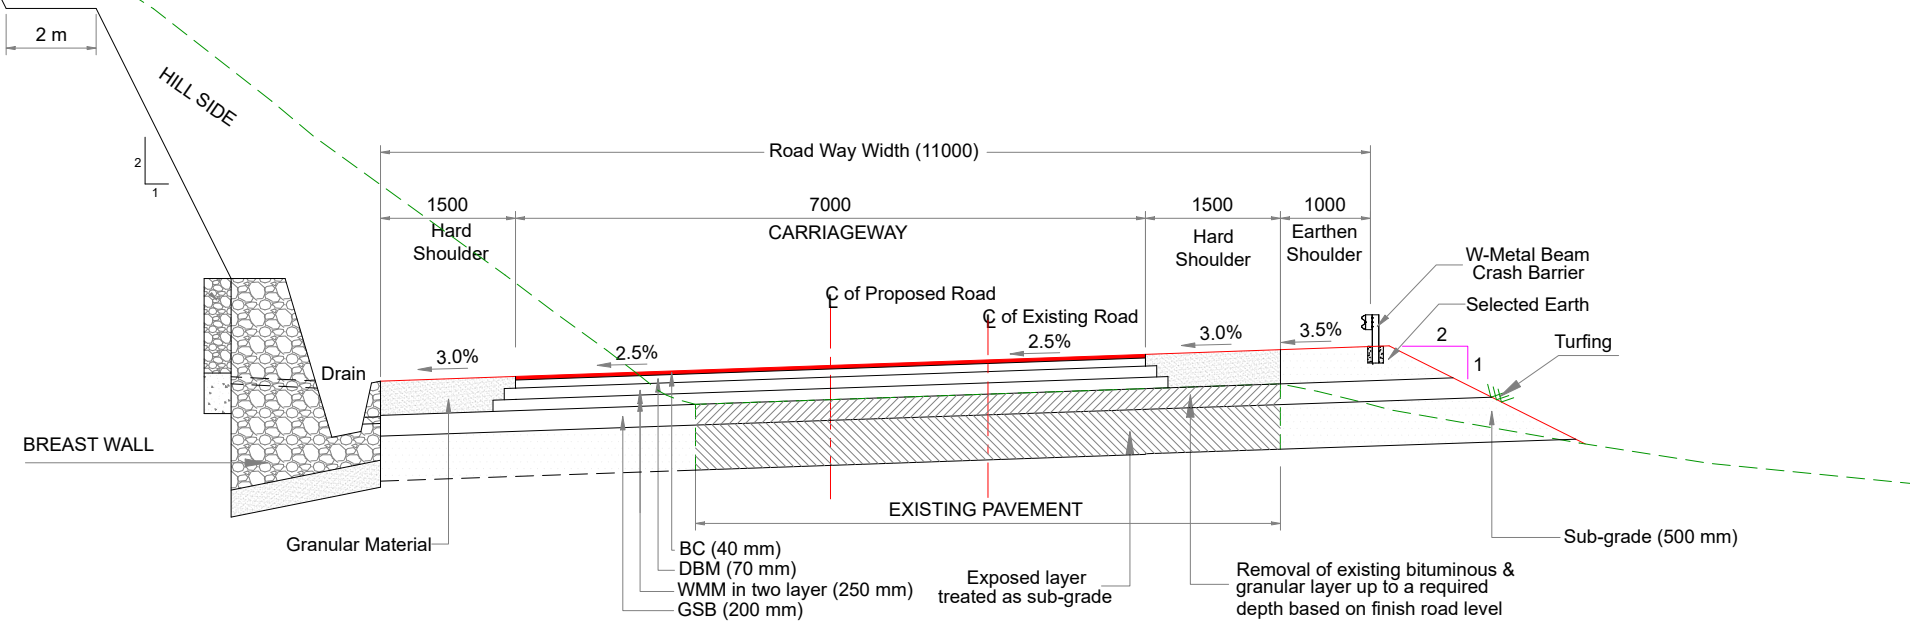 2 m
HILL SIDE
2
1
Road Way Width (11000)
1500
7000
1500
1000
Hard
Shoulder
CARRIAGEWAY
Hard
Shoulder
Earthen
Shoulder
W-Metal Beam
Crash Barrier
Selected Earth
CL of Proposed Road
CL of Existing Road
2.5%
3.0%
3.5%
2
1
Turfing
3.0%
2.5%
Drain
BREAST WALL
EXISTING PAVEMENT
Granular Material
BC (40 mm)
DBM (70 mm)
WMM in two layer (250 mm)
GSB (200 mm)
Exposed layer
treated as sub-grade
Removal of existing bituminous &
granular layer up to a required
depth based on finish road level
Sub-grade (500 mm)